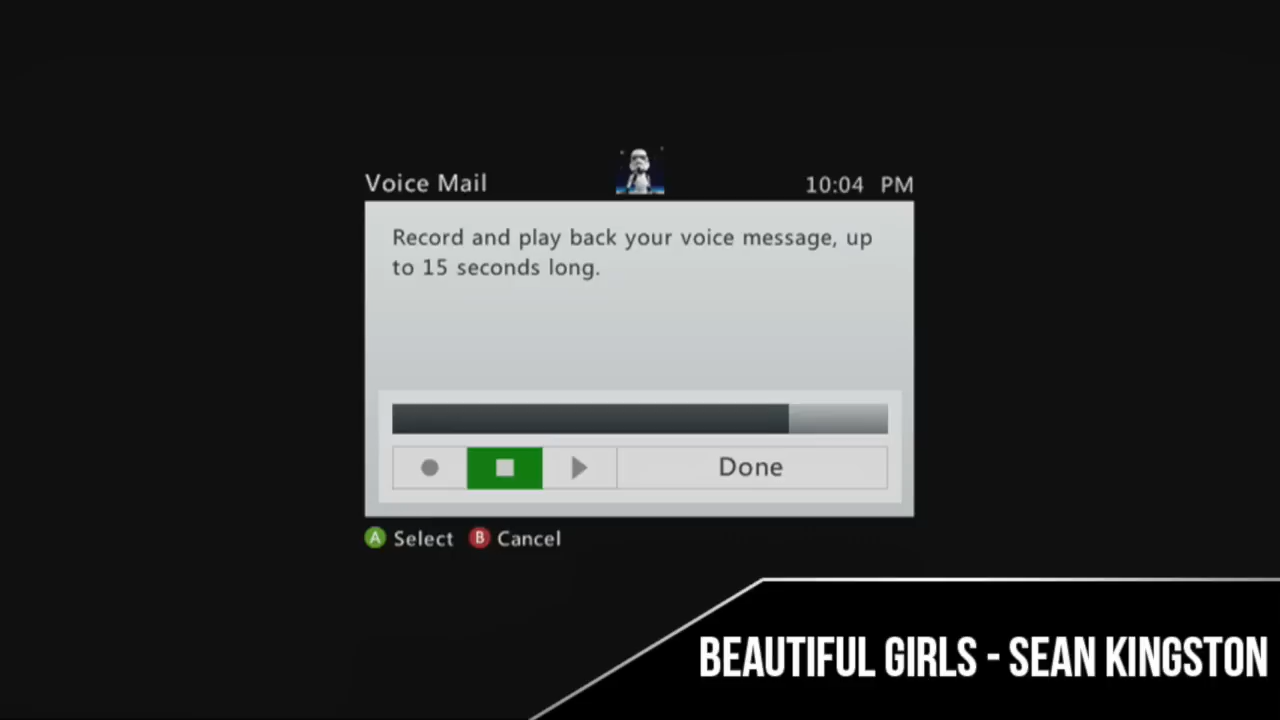 Voice Mail
10:04 PM
Record and play back your voice message, up
to 15 seconds long.
Done
A Select B Cancel
BEAUTIFUL GIRLS - SEAN KINGSTON